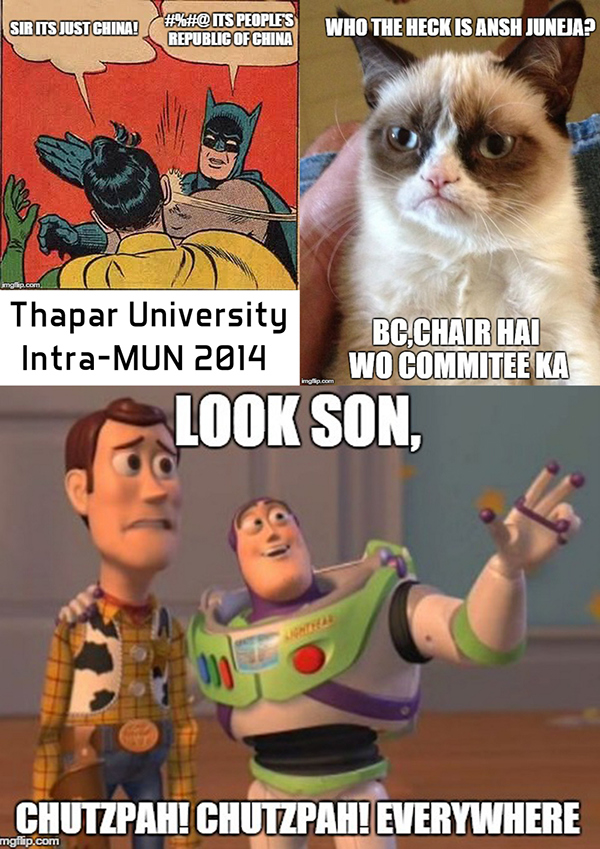 SIR ITS JUST CHINA!
#%#@ ITS PEOPLE'S
REPUBLIC OF CHINA
imgflip.com
Thapar University
Intra-MUN 2014
WHO THE HECK IS ANSH JUNEJA?
BC,CHAIR HAI
WO COMMITEE KA
imgflip.com
LOOK SON,
LIGHTYEAR
CHUTZPAH! CHUTZPAH! EVERYWHERE
imgflip.com